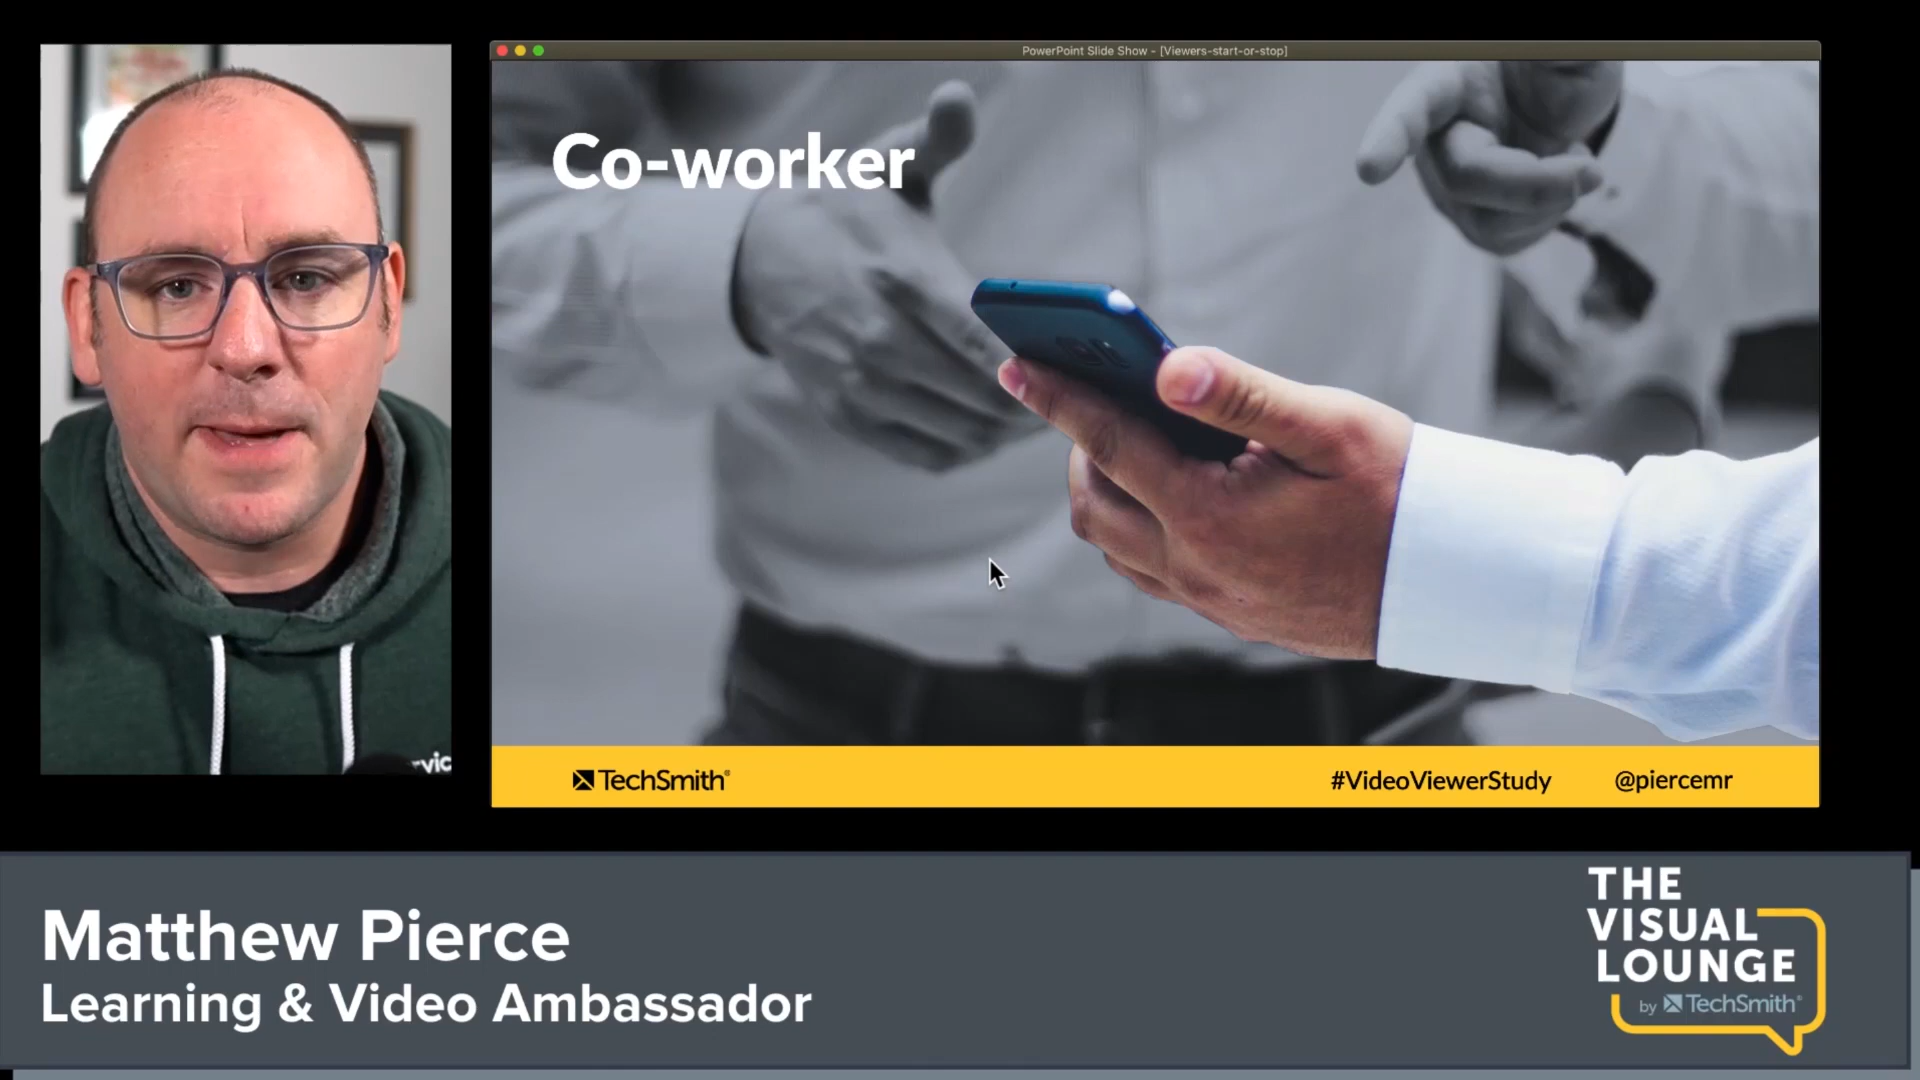 PowerPoint Slide Show - [Viewers-start-or-stop]
Co-worker
TechSmith®
#VideoViewerStudy
@piercemr
Matthew Pierce
Learning & Video Ambassador
THE
VISUAL
LOUNGE
by TechSmith®